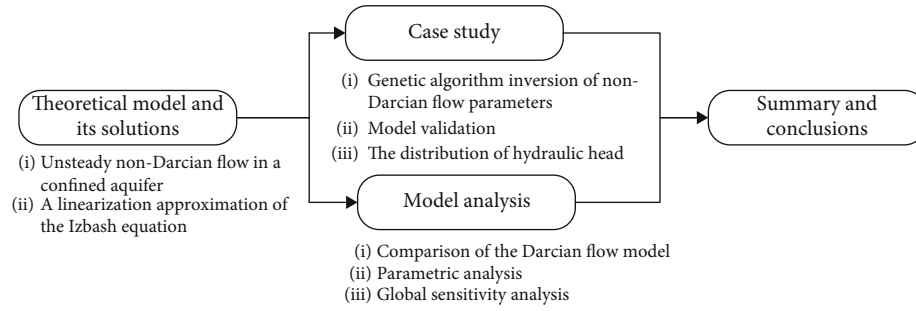 Theoretical model and
its solutions
(i) Unsteady non-Darcian flow in a
confined aquifer
(ii) A linearization approximation of
the Izbash equation
Case study
(i) Genetic algorithm inversion of non-
Darcian flow parameters
(ii) Model validation
(iii) The distribution of hydraulic head
Model analysis
(i) Comparison of the Darcian flow model
(ii) Parametric analysis
(iii) Global sensitivity analysis
Summary and
conclusions